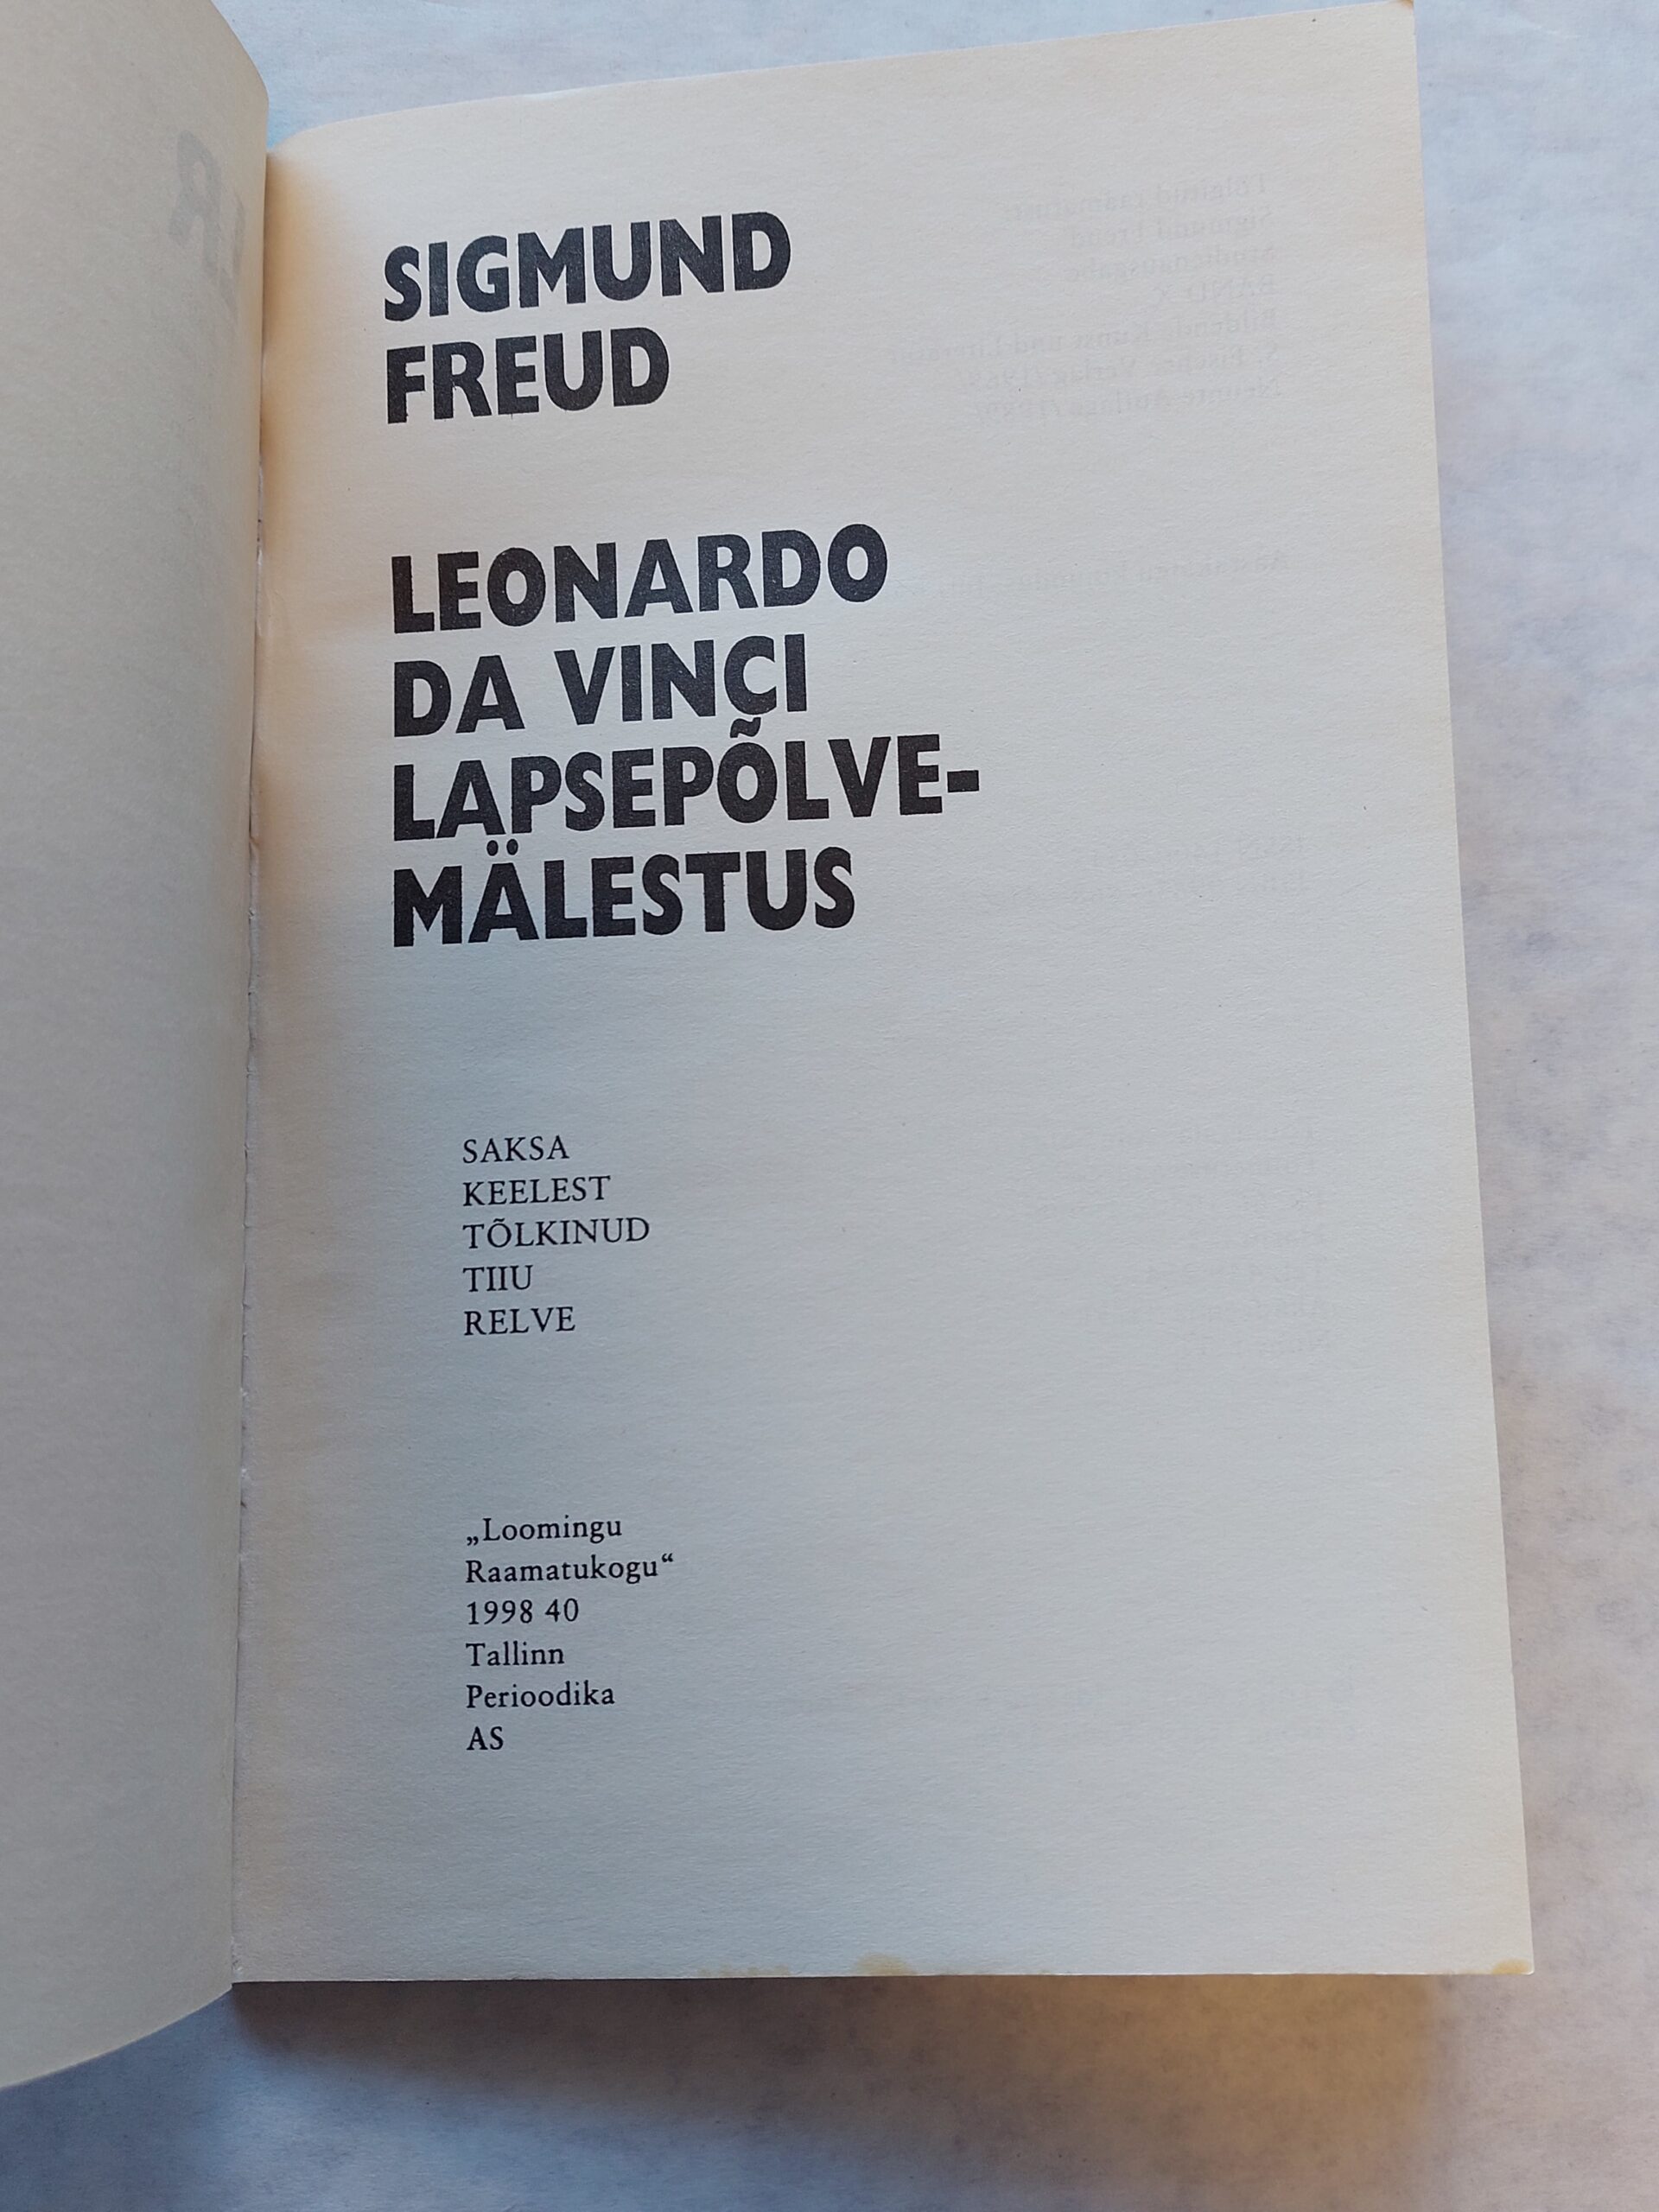 SIGMUND
FREUD
LEONARDO
DA VINCI
LAPSEPÕLVE-
MÄLESTUS
SAKSA
KEELEST
TÕLKINUD
TIIU
RELVE
„Loomingu
Raamatukogu“
1998 40
Tallinn
Perioodika
AS